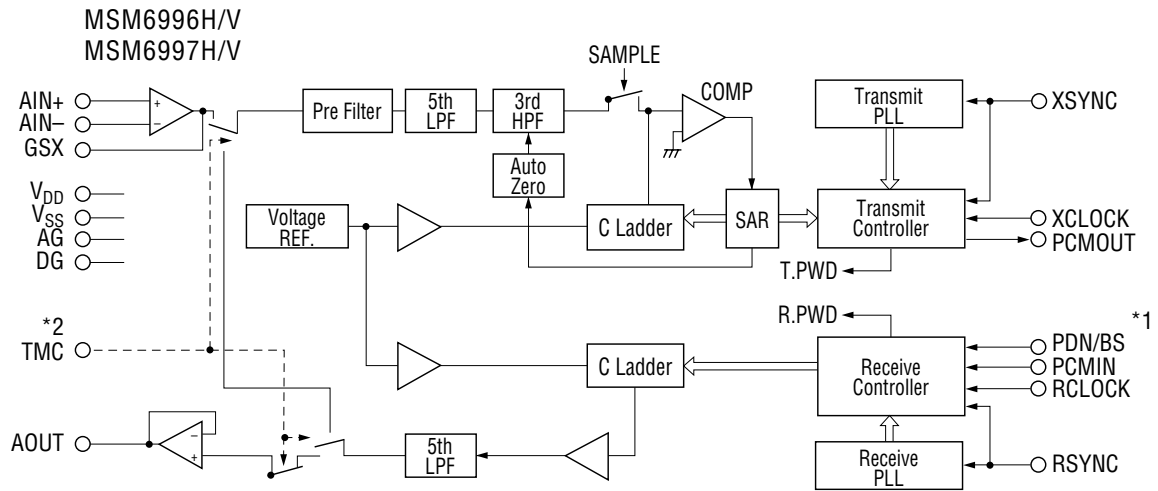 MSM6996H/V
MSM6997H/V
SAMPLE
AIN+
AIN−
GSX
Pre Filter
5th
LPF
3rd
HPF
COMP
Transmit
PLL
XSYNC
Auto
Zero
VDD
VSS
AG
DG
Voltage
REF.
C Ladder
SAR
Transmit
Controller
XCLOCK
PCMOUT
T.PWD
R.PWD
*1
*2
TMC
C Ladder
Receive
Controller
PDN/BS
PCMIN
RCLOCK
AOUT
5th
LPF
Receive
PLL
RSYNC
+
−
−
+